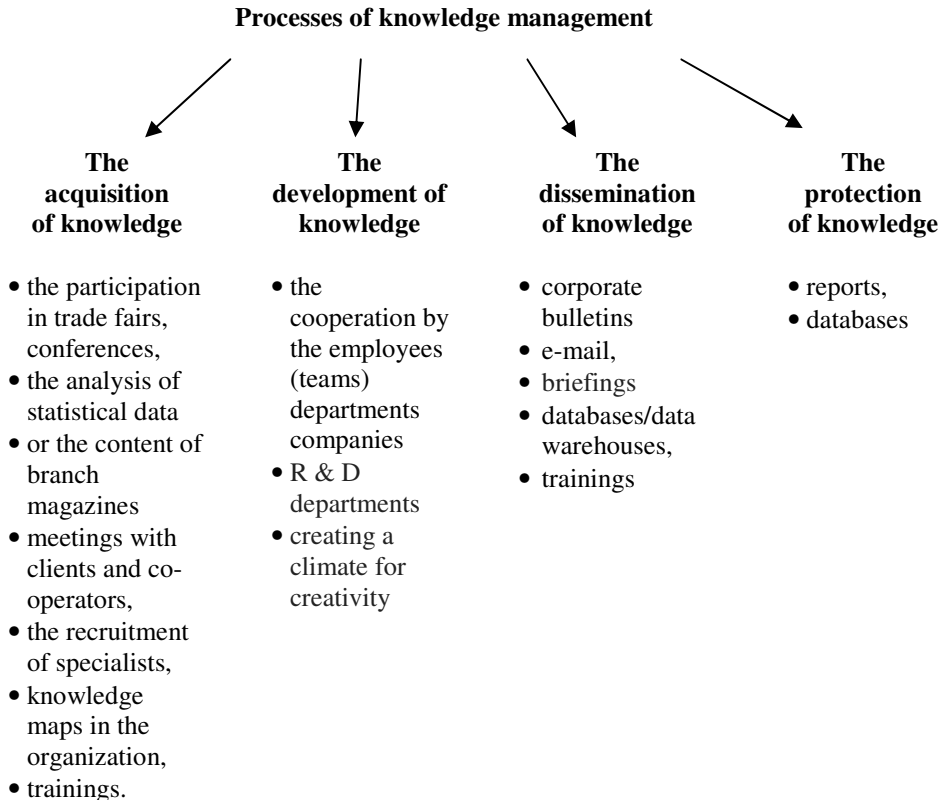 Processes of knowledge management
The
acquisition
of knowledge
• the participation
in trade fairs,
conferences,
• the analysis of
statistical data
• or the content of
branch
magazines
• meetings with
clients and co-
operators,
• the recruitment
of specialists,
• knowledge
maps in the
organization,
• trainings.
The
development of
knowledge
• the
cooperation by
the employees
(teams)
departments
companies
• R & D
departments
• creating a
climate for
creativity
The
dissemination
of knowledge
• corporate
bulletins
• e-mail,
• briefings
• databases/data
warehouses,
• trainings
The
protection
of knowledge
• reports,
• databases